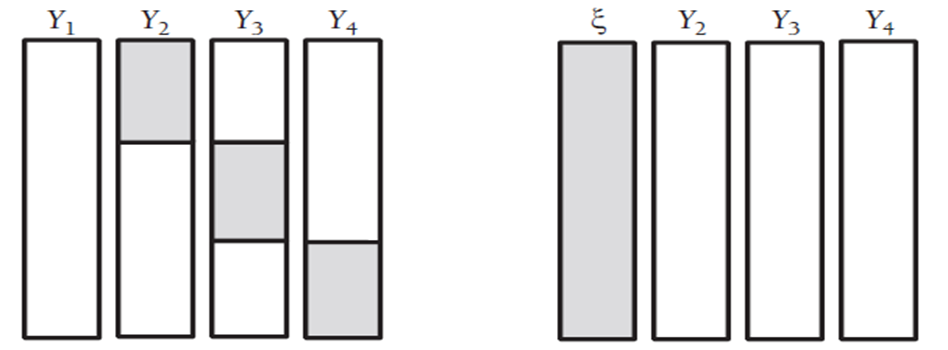 Y₁ Y₂ Y₃ Y₄ ξ Y₂ Y₃ Y₄